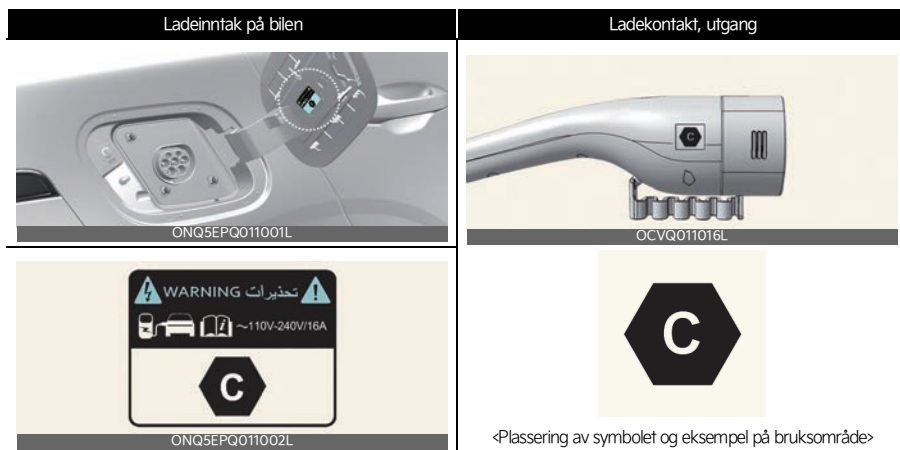 Ladeinntak på bilen
Ladekontakt, utgang
ONQ5EPQ011001L
C
OCVQ011016L
WARNING تحذيرات
~110V-240V/16A
C
ONQ5EPQ011002L
C
<Plassering av symbolet og eksempel på bruksområde>